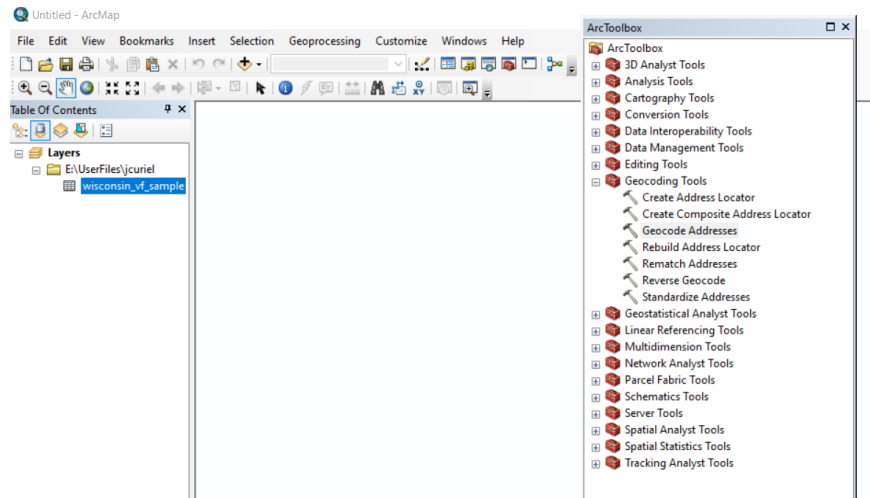 Untitled - ArcMap
File Edit View Bookmarks Insert Selection Geoprocessing Customize Windows Help
Table Of Contents
Layers
E:\UserFiles\jcuriel
wisconsin_vf_sample
ArcToolbox
ArcToolbox
3D Analyst Tools
Analysis Tools
Cartography Tools
Conversion Tools
Data Interoperability Tools
Data Management Tools
Editing Tools
Geocoding Tools
Create Address Locator
Create Composite Address Locator
Geocode Addresses
Rebuild Address Locator
Rematch Addresses
Reverse Geocode
Standardize Addresses
Geostatistical Analyst Tools
Linear Referencing Tools
Multidimension Tools
Network Analyst Tools
Parcel Fabric Tools
Schematics Tools
Server Tools
Spatial Analyst Tools
Spatial Statistics Tools
Tracking Analyst Tools